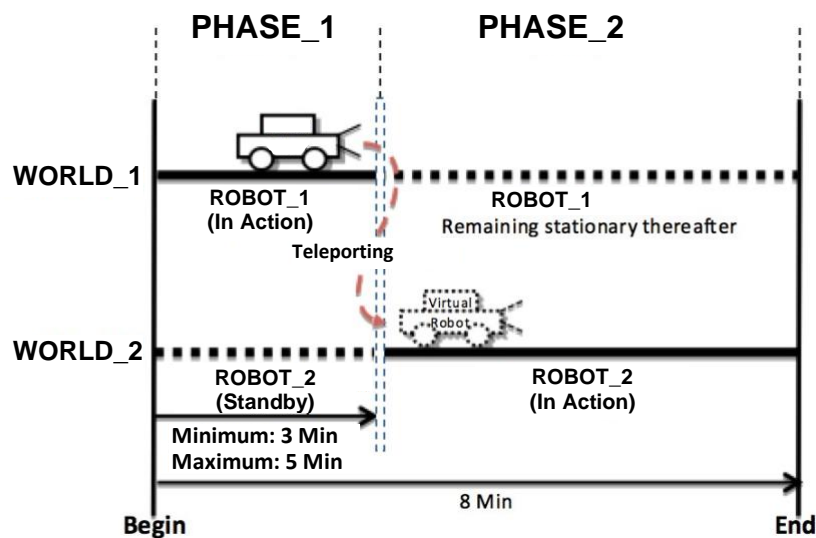 PHASE_1
PHASE_2
WORLD_1
ROBOT_1
(In Action)
ROBOT_1
Remaining stationary thereafter
Teleporting
Virtual
Robot
WORLD_2
ROBOT_2
(Standby)
ROBOT_2
(In Action)
Minimum: 3 Min
Maximum: 5 Min
8 Min
Begin
End